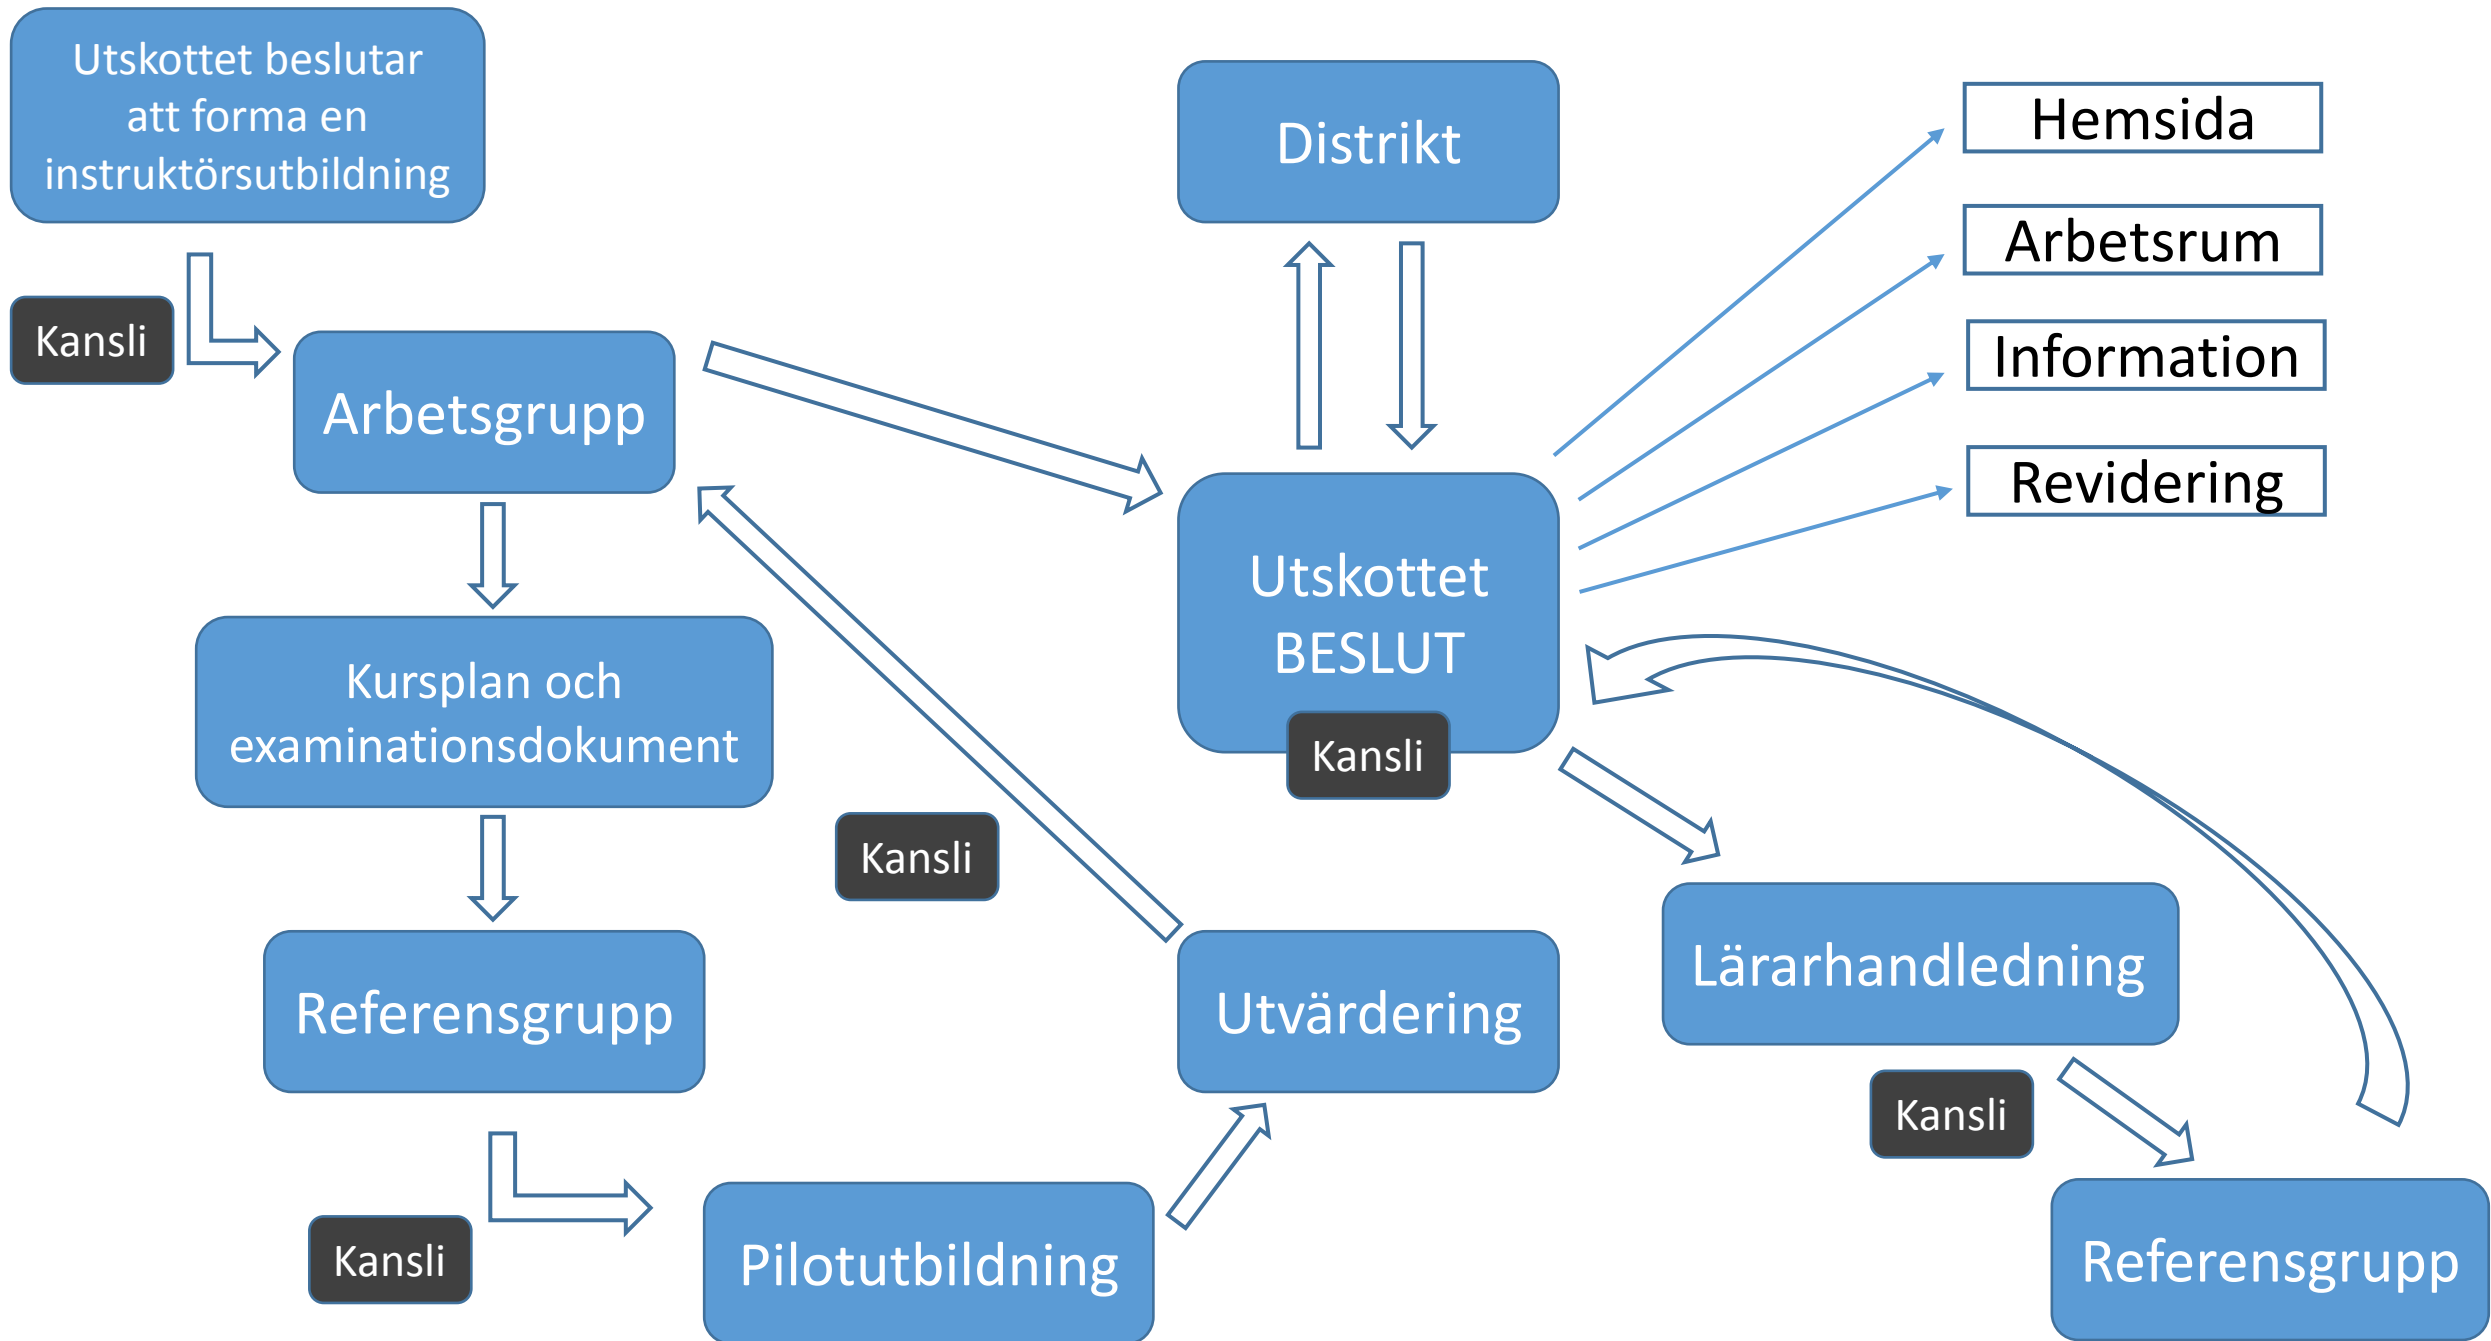 Utskottet beslutar
att forma en
instruktörsutbildning
Kansli
Arbetsgrupp
Kursplan och
examinationsdokument
Referensgrupp
Kansli
Pilotutbildning
Utvärdering
Kansli
Distrikt
Utskottet
BESLUT
Kansli
Hemsida
Arbetsrum
Information
Revidering
Lärarhandledning
Kansli
Referensgrupp